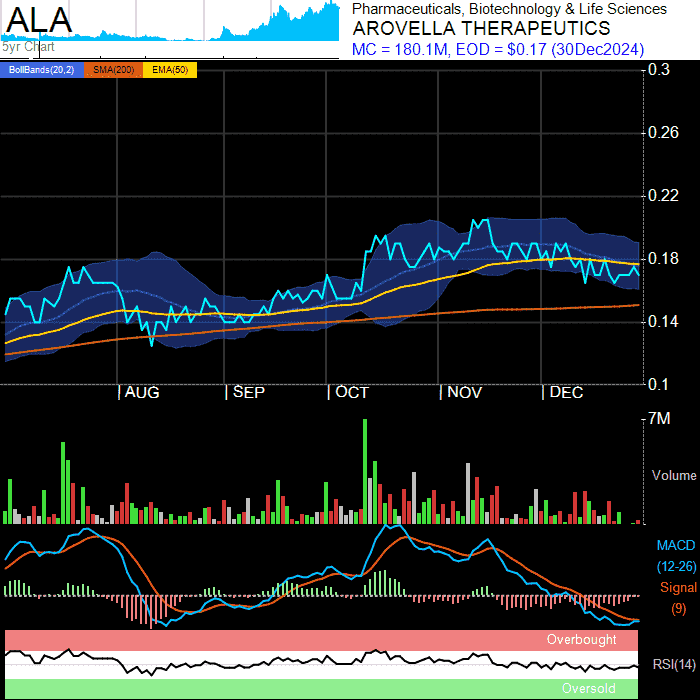 ALA
5yr Chart
Pharmaceuticals, Biotechnology & Life Sciences
AROVELLA THERAPEUTICS
MC = 180.1M, EOD = $0.17 (30Dec2024)
BollBands(20,2) SMA(200) EMA(50)
0.3
0.26
0.22
0.18
0.14
0.1
AUG SEP OCT NOV DEC
7M
Volume
MACD
(12-26)
Signal
(9)
Overbought
RSI(14)
Oversold